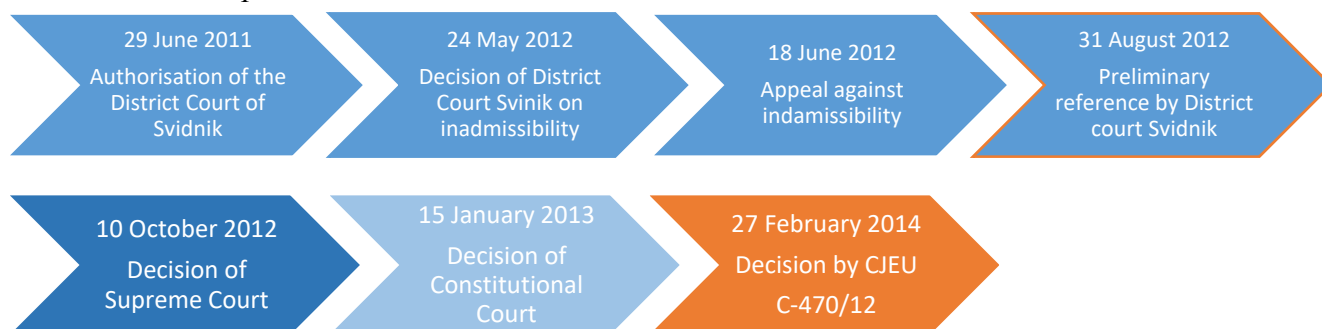 29 June 2011
Authorisation of the
District Court of
Svidnik
24 May 2012
Decision of District
Court Svinik on
inadmissibility
18 June 2012
Appeal against
indamissibility
31 August 2012
Preliminary
reference by District
court Svidnik
10 October 2012
Decision of
Supreme Court
15 January 2013
Decision of
Constitutional
Court
27 February 2014
Decision by CJEU
C-470/12